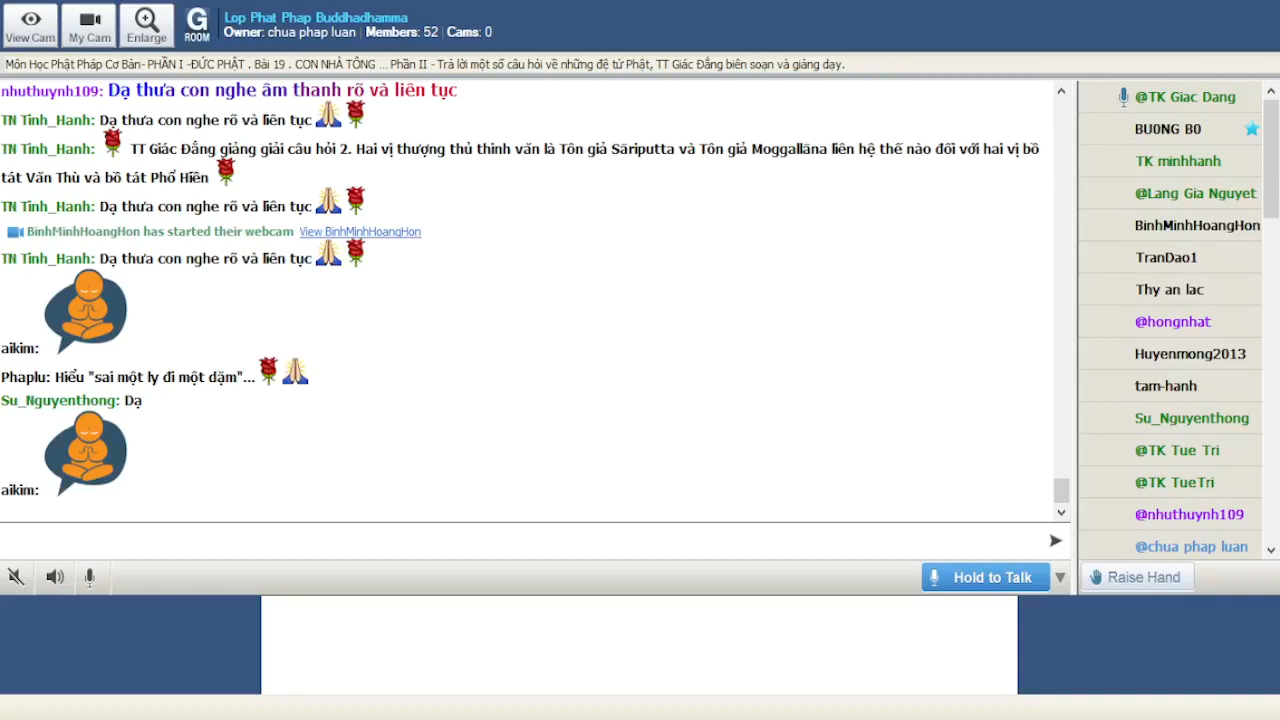 View Cam
My Cam
Enlarge
G
ROOM
Lop Phat Phap Buddhadhamma
Owner: chua phap luan | Members: 52 | Cams: 0
Môn Học Phật Pháp Cơ Bản- PHẦN I -ĐỨC PHẬT . Bài 19 . CON NHÀ TÔNG ... Phần II - Trả lời một số câu hỏi về những đệ tử Phật, TT Giác Đẳng biên soạn và giảng dạy.
nhuthuynh109: Dạ thưa con nghe âm thanh rõ và liên tục
TN Tinh_Hanh: Dạ thưa con nghe rõ và liên tục
TN Tinh_Hanh: TT Giác Đẳng giảng giải câu hỏi 2. Hai vị thượng thủ thinh văn là Tôn giả Sāriputta và Tôn giả Moggallāna liên hệ thế nào đối với hai vị bồ
tát Văn Thù và bồ tát Phổ Hiền
TN Tinh_Hanh: Dạ thưa con nghe rõ và liên tục
BinhMinhHoangHon has started their webcam View BinhMinhHoangHon
TN Tinh_Hanh: Dạ thưa con nghe rõ và liên tục
aikim:
Phaplu: Hiểu "sai một ly đi một dặm"...
Su_Nguyenthong: Dạ
aikim:
@TK Giac Dang
BU0NG B0
TK minhhanh
@Lang Gia Nguyet
BinhMinhHoangHon
TranDao1
Thy an lac
@hongnhat
Huyenmong2013
tam-hanh
Su_Nguyenthong
@TK Tue Tri
@TK TueTri
@nhuthuynh109
@chua phap luan
Hold to Talk
Raise Hand